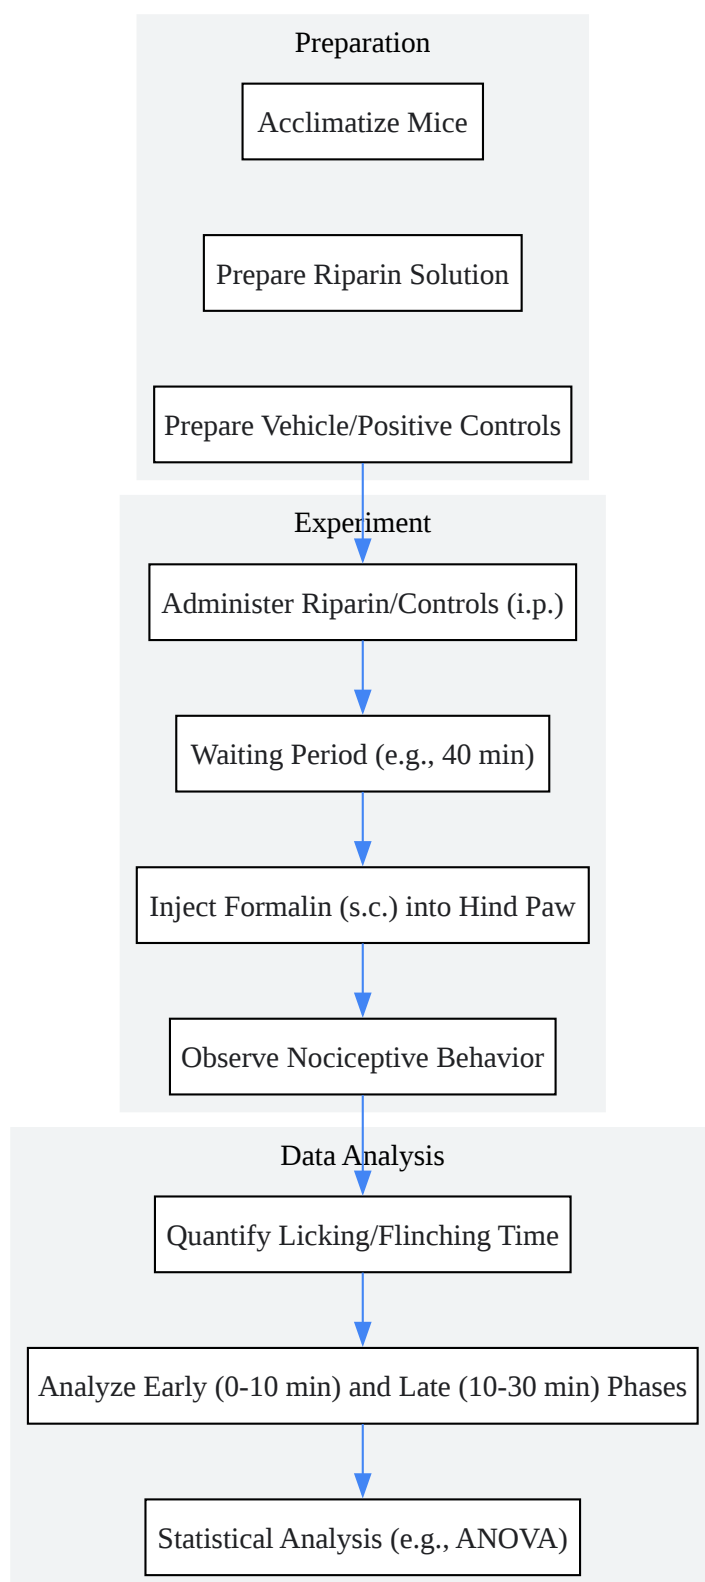 Preparation
Acclimatize Mice
Prepare Riparin Solution
Prepare Vehicle/Positive Controls
Experiment
Administer Riparin/Controls (i.p.)
Waiting Period (e.g., 40 min)
Inject Formalin (s.c.) into Hind Paw
Observe Nociceptive Behavior
Data Analysis
Quantify Licking/Flinching Time
Analyze Early (0-10 min) and Late (10-30 min) Phases
Statistical Analysis (e.g., ANOVA)